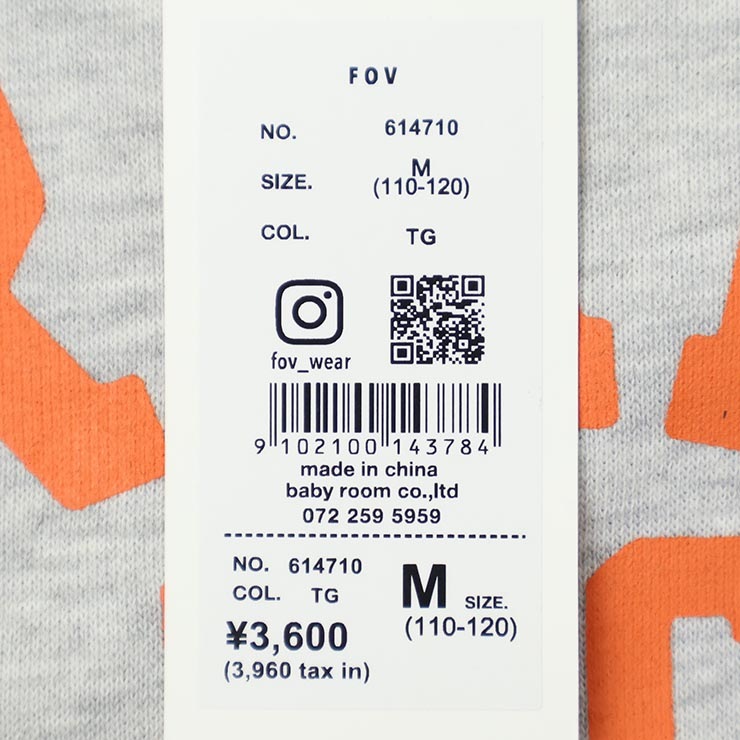 FOV
NO. 614710
SIZE. M
(110-120)
COL. TG
fov_wear
9 102100 143784
made in china
baby room co.,ltd
072 259 5959
NO. 614710
COL. TG
M SIZE.
(110-120)
¥3,600
(3,960 tax in)